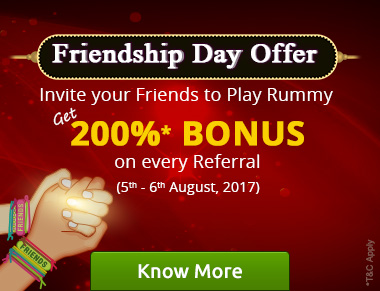 Friendship Day Offer
Invite your Friends to Play Rummy
Get
200%* BONUS
on every Referral
(5th - 6th August, 2017)
FRIENDS
FRIENDS
Know More
*T&C Apply